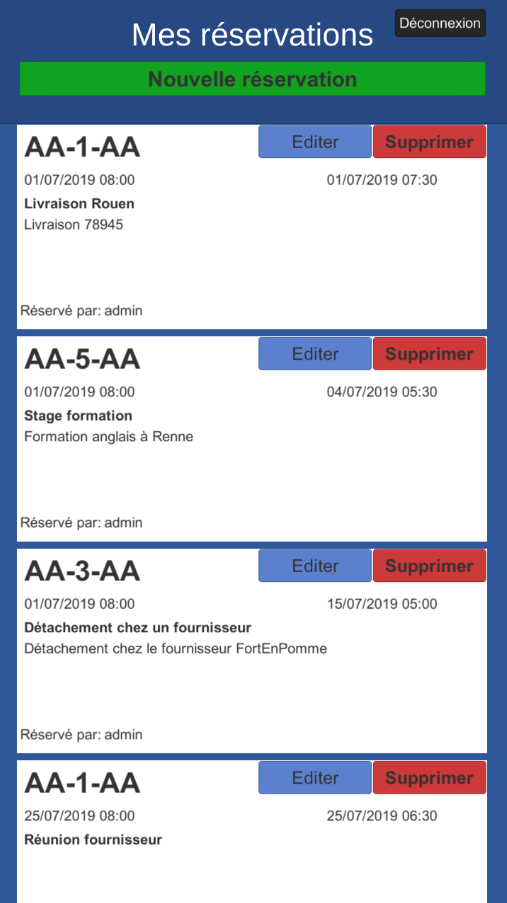 Mes réservations
Déconnexion
Nouvelle réservation
AA-1-AA
Editer
Supprimer
01/07/2019 08:00
01/07/2019 07:30
Livraison Rouen
Livraison 78945
Réservé par: admin
AA-5-AA
Editer
Supprimer
01/07/2019 08:00
04/07/2019 05:30
Stage formation
Formation anglais à Renne
Réservé par: admin
AA-3-AA
Editer
Supprimer
01/07/2019 08:00
15/07/2019 05:00
Détachement chez un fournisseur
Détachement chez le fournisseur FortEnPomme
Réservé par: admin
AA-1-AA
Editer
Supprimer
25/07/2019 08:00
25/07/2019 06:30
Réunion fournisseur